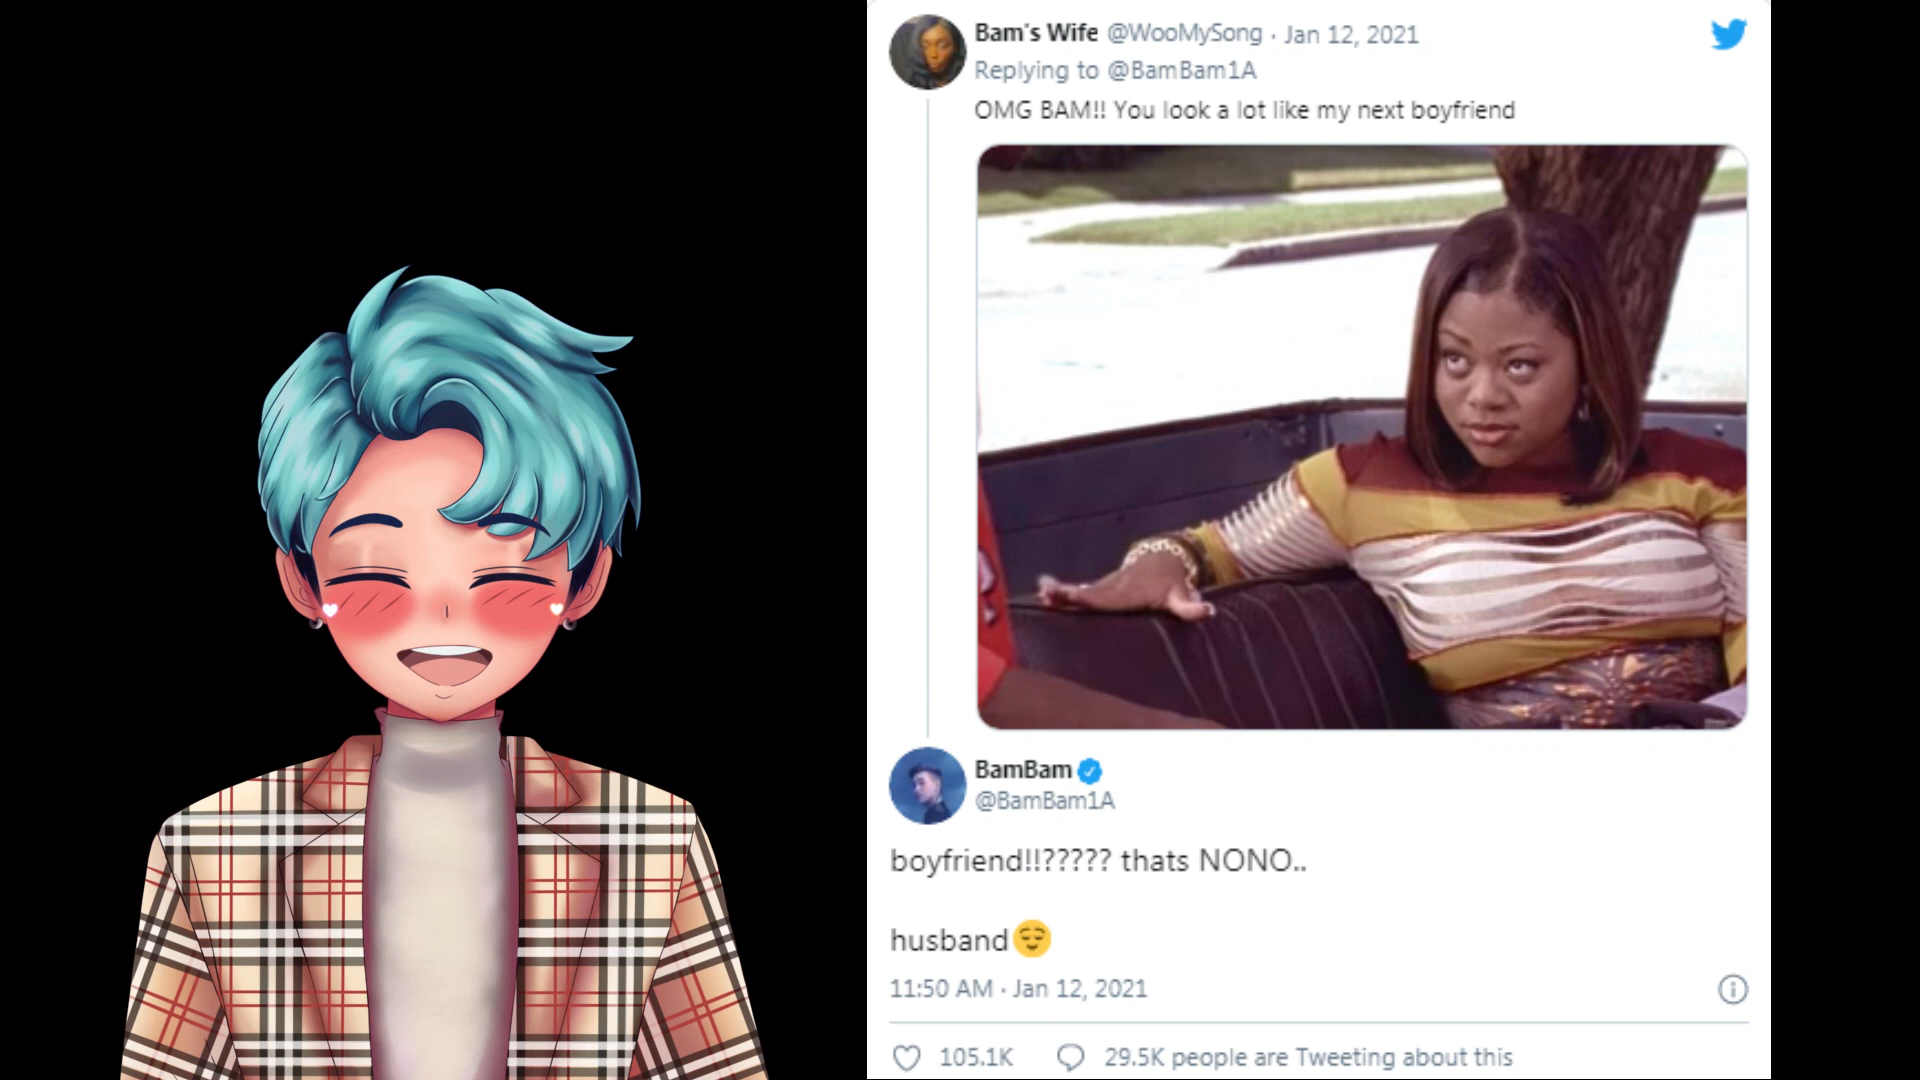 Bam's Wife @WooMySong · Jan 12, 2021
Replying to @BamBam1A
OMG BAM!! You look a lot like my next boyfriend
BamBam
@BamBam1A
boyfriend!!????? thats NONO..
husband😌
11:50 AM · Jan 12, 2021
105.1K 29.5K people are Tweeting about this